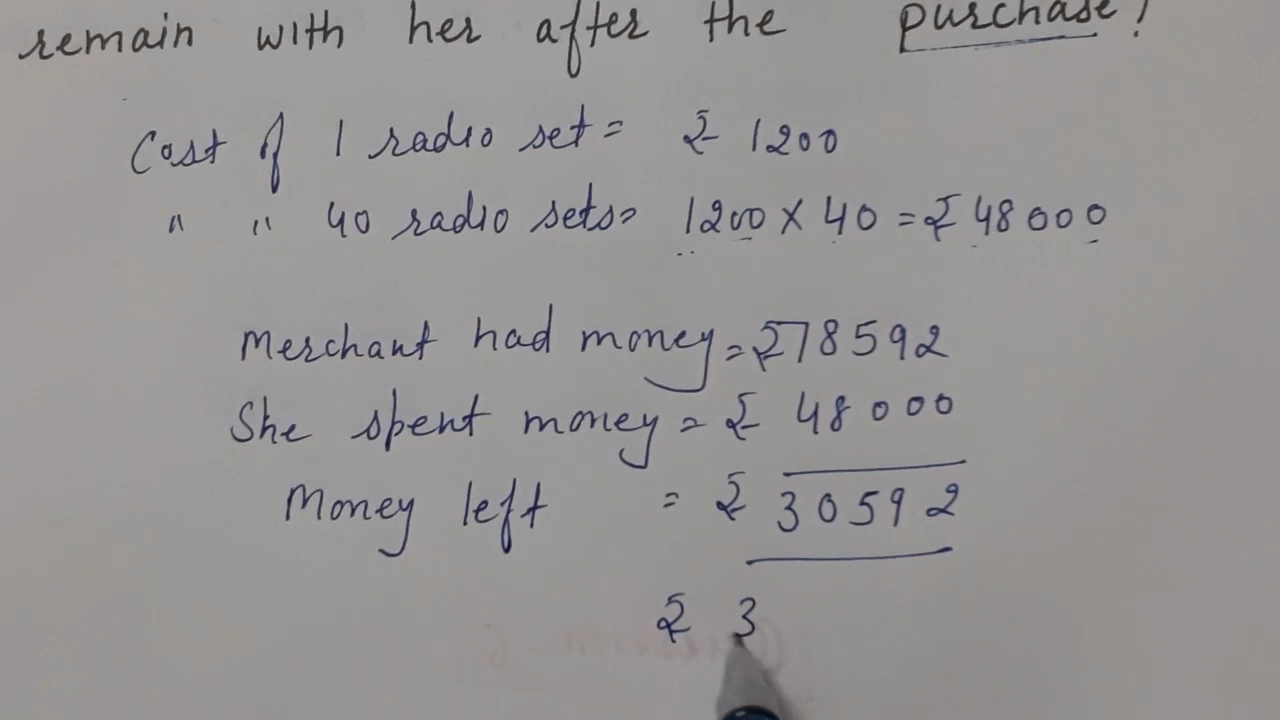 remain with her after the purchase?
Cost of 1 radio set = ₹ 1200
" " 40 radio sets = 1200 × 40 = ₹ 48000
Merchant had money = ₹78592
She spent money = ₹ 48000
Money left = ₹ 30592
₹ 3